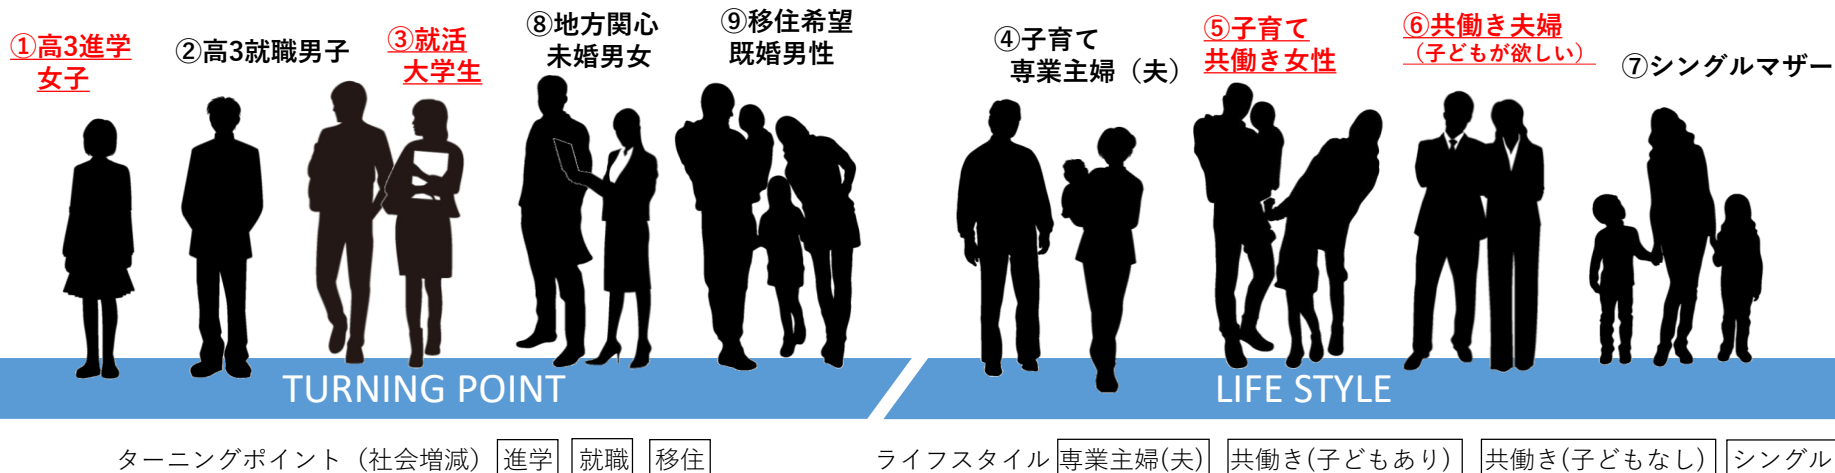 ①高3進学
女子
②高3就職男子
③就活
大学生
⑧地方関心
未婚男女
⑨移住希望
既婚男性
④子育て
専業主婦（夫）
⑤子育て
共働き女性
⑥共働き夫婦
（子どもが欲しい）
⑦シングルマザー
TURNING POINT
LIFE STYLE
ターニングポイント（社会増減） 進学 就職 移住
ライフスタイル 専業主婦(夫) 共働き(子どもあり) 共働き(子どもなし) シングル